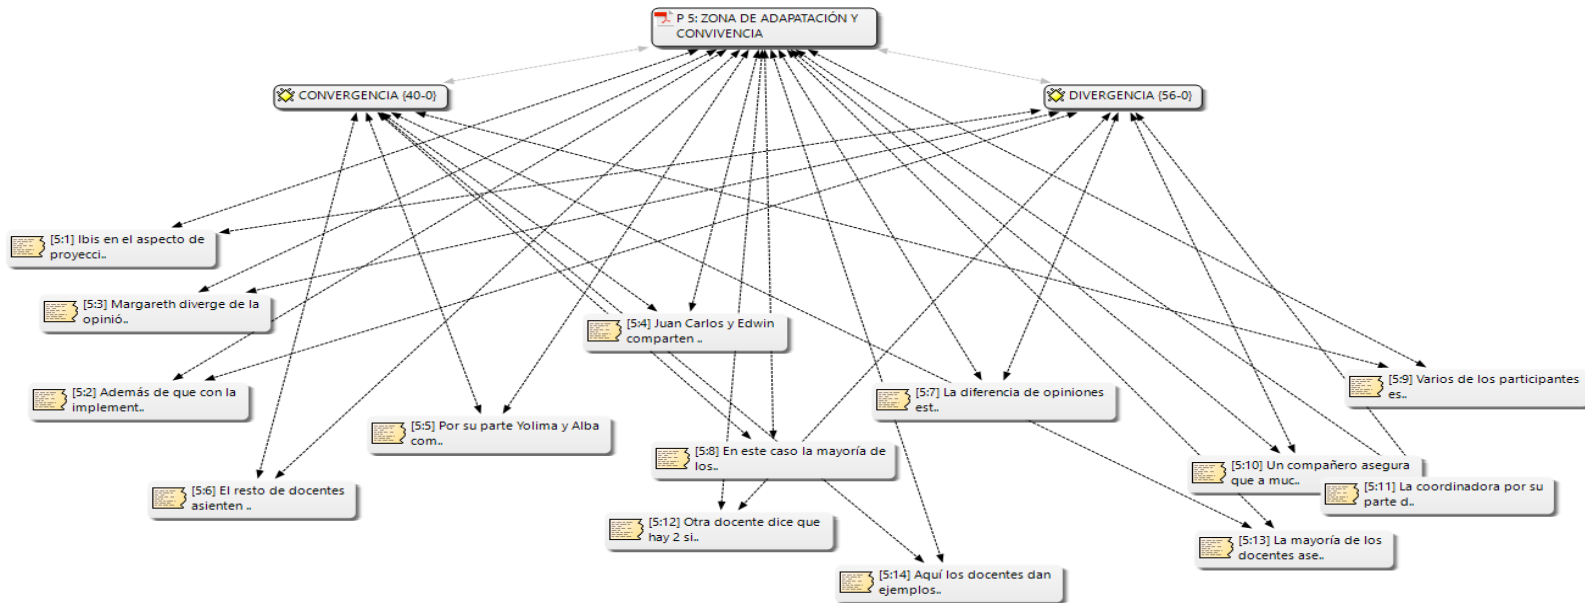 P 5: ZONA DE ADAPATACIÓN Y
CONVIVENCIA
CONVERGENCIA {40-0}
DIVERGENCIA {56-0}
[5:1] Ibis en el aspecto de
proyecci..
[5:3] Margareth diverge de la
opinió..
[5:4] Juan Carlos y Edwin
comparten ..
[5:2] Además de que con la
implement..
[5:5] Por su parte Yolima y Alba
com..
[5:7] La diferencia de opiniones
est..
[5:9] Varios de los participantes
es..
[5:6] El resto de docentes
asienten ..
[5:8] En este caso la mayoría de
los..
[5:10] Un compañero asegura
que a muc..
[5:11] La coordinadora por su
parte d..
[5:12] Otra docente dice que
hay 2 si..
[5:13] La mayoría de los
docentes ase..
[5:14] Aquí los docentes dan
ejemplos..